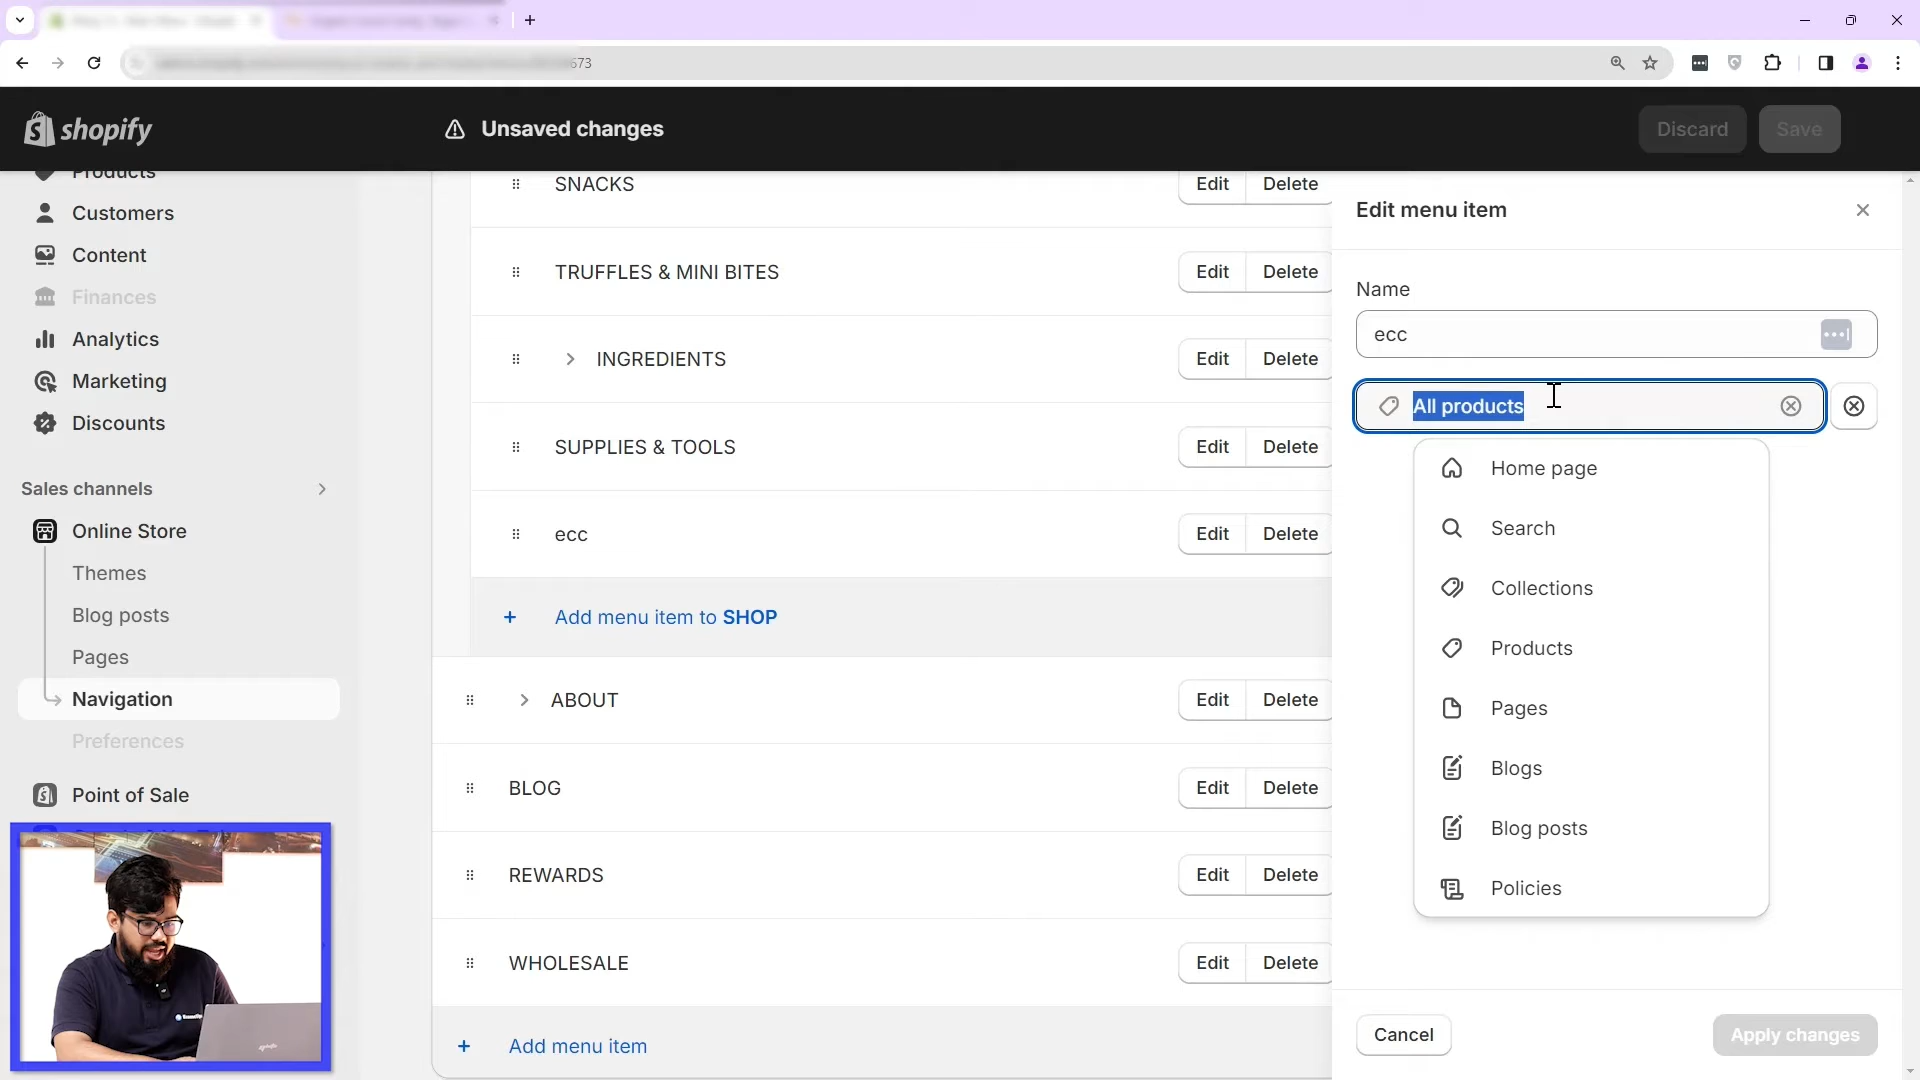 673
shopify
Unsaved changes
Discard
Save
Products
Customers
Content
Finances
Analytics
Marketing
Discounts
Sales channels
Online Store
Themes
Blog posts
Pages
Navigation
Preferences
Point of Sale
SNACKS
Edit
Delete
TRUFFLES & MINI BITES
Edit
Delete
INGREDIENTS
Edit
Delete
SUPPLIES & TOOLS
Edit
Delete
ecc
Edit
Delete
Add menu item to SHOP
ABOUT
Edit
Delete
BLOG
Edit
Delete
REWARDS
Edit
Delete
WHOLESALE
Edit
Delete
Add menu item
Edit menu item
Name
ecc
All products
Home page
Search
Collections
Products
Pages
Blogs
Blog posts
Policies
Cancel
Apply changes